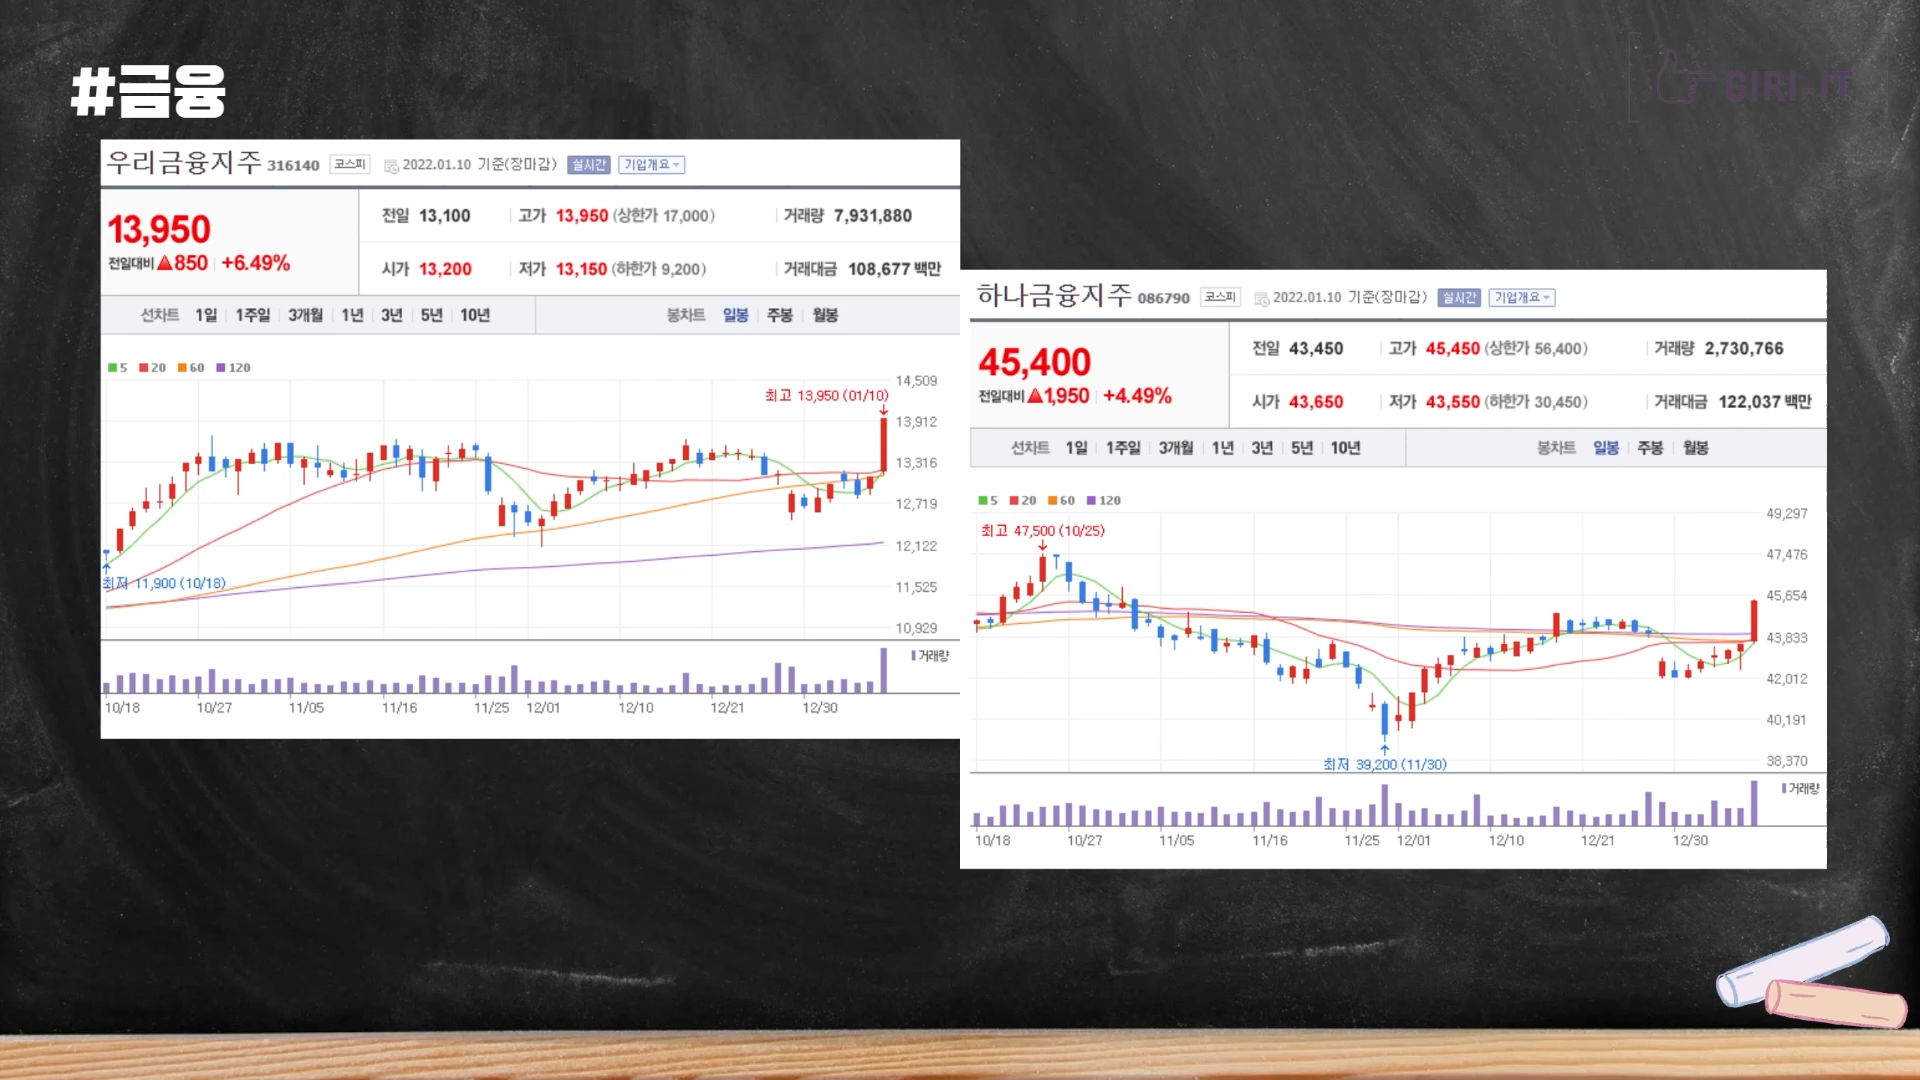 #금융
GIRI-IT
우리금융지주 316140 코스피 2022.01.10 기준(장마감) 실시간 기업개요
13,950
전일대비 ▲850 +6.49%
전일 13,100 고가 13,950 (상한가 17,000) 거래량 7,931,880
시가 13,200 저가 13,150 (하한가 9,200) 거래대금 108,677 백만
선차트 1일 1주일 3개월 1년 3년 5년 10년 봉차트 일봉 주봉 월봉
5 20 60 120
최고 13,950 (01/10)
최저 11,900 (10/18)
14,509
13,912
13,316
12,719
12,122
11,525
10,929
거래량
10/18 10/27 11/05 11/16 11/25 12/01 12/10 12/21 12/30
하나금융지주 086790 코스피 2022.01.10 기준(장마감) 실시간 기업개요
45,400
전일대비 ▲1,950 +4.49%
전일 43,450 고가 45,450 (상한가 56,400) 거래량 2,730,766
시가 43,650 저가 43,550 (하한가 30,450) 거래대금 122,037 백만
선차트 1일 1주일 3개월 1년 3년 5년 10년 봉차트 일봉 주봉 월봉
5 20 60 120
최고 47,500 (10/25)
최저 39,200 (11/30)
49,297
47,476
45,654
43,833
42,012
40,191
38,370
거래량
10/18 10/27 11/05 11/16 11/25 12/01 12/10 12/21 12/30